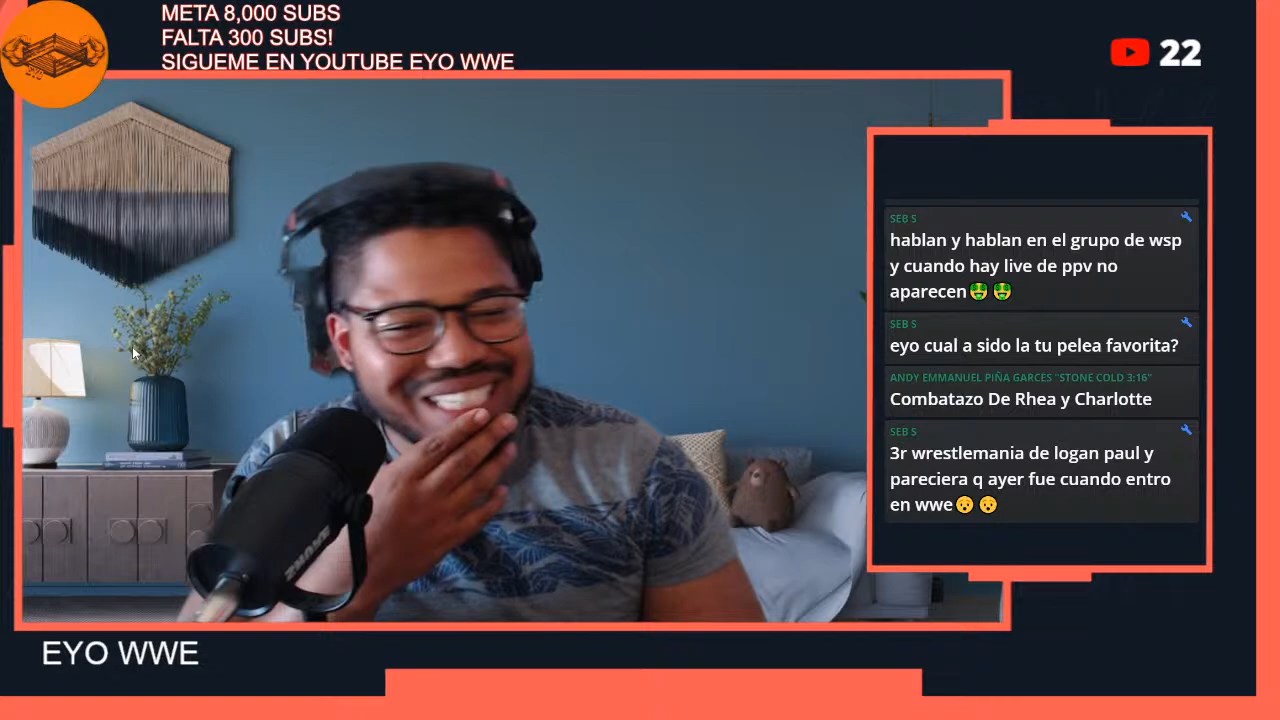 META 8,000 SUBS
FALTA 300 SUBS!
SIGUEME EN YOUTUBE EYO WWE
22
SEB S
hablan y hablan en el grupo de wsp
y cuando hay live de ppv no
aparecen🤑 🤑
SEB S
eyo cual a sido la tu pelea favorita?
ANDY EMMANUEL PIÑA GARCES "STONE COLD 3:16"
Combatazo De Rhea y Charlotte
SEB S
3r wrestlemania de logan paul y
pareciera q ayer fue cuando entro
en wwe😯 😯
EYO WWE